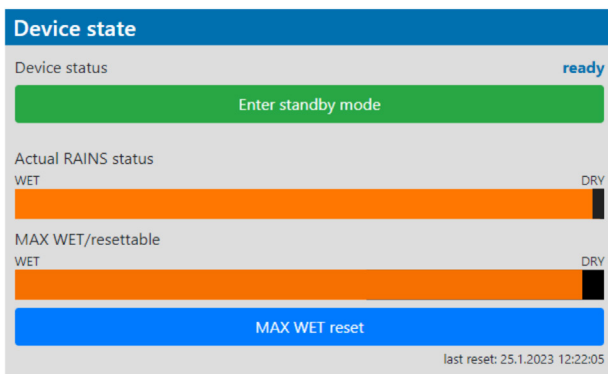 Device state
Device status ready
Enter standby mode
Actual RAINS status
WET DRY
MAX WET/resettable
WET DRY
MAX WET reset
last reset: 25.1.2023 12:22:05